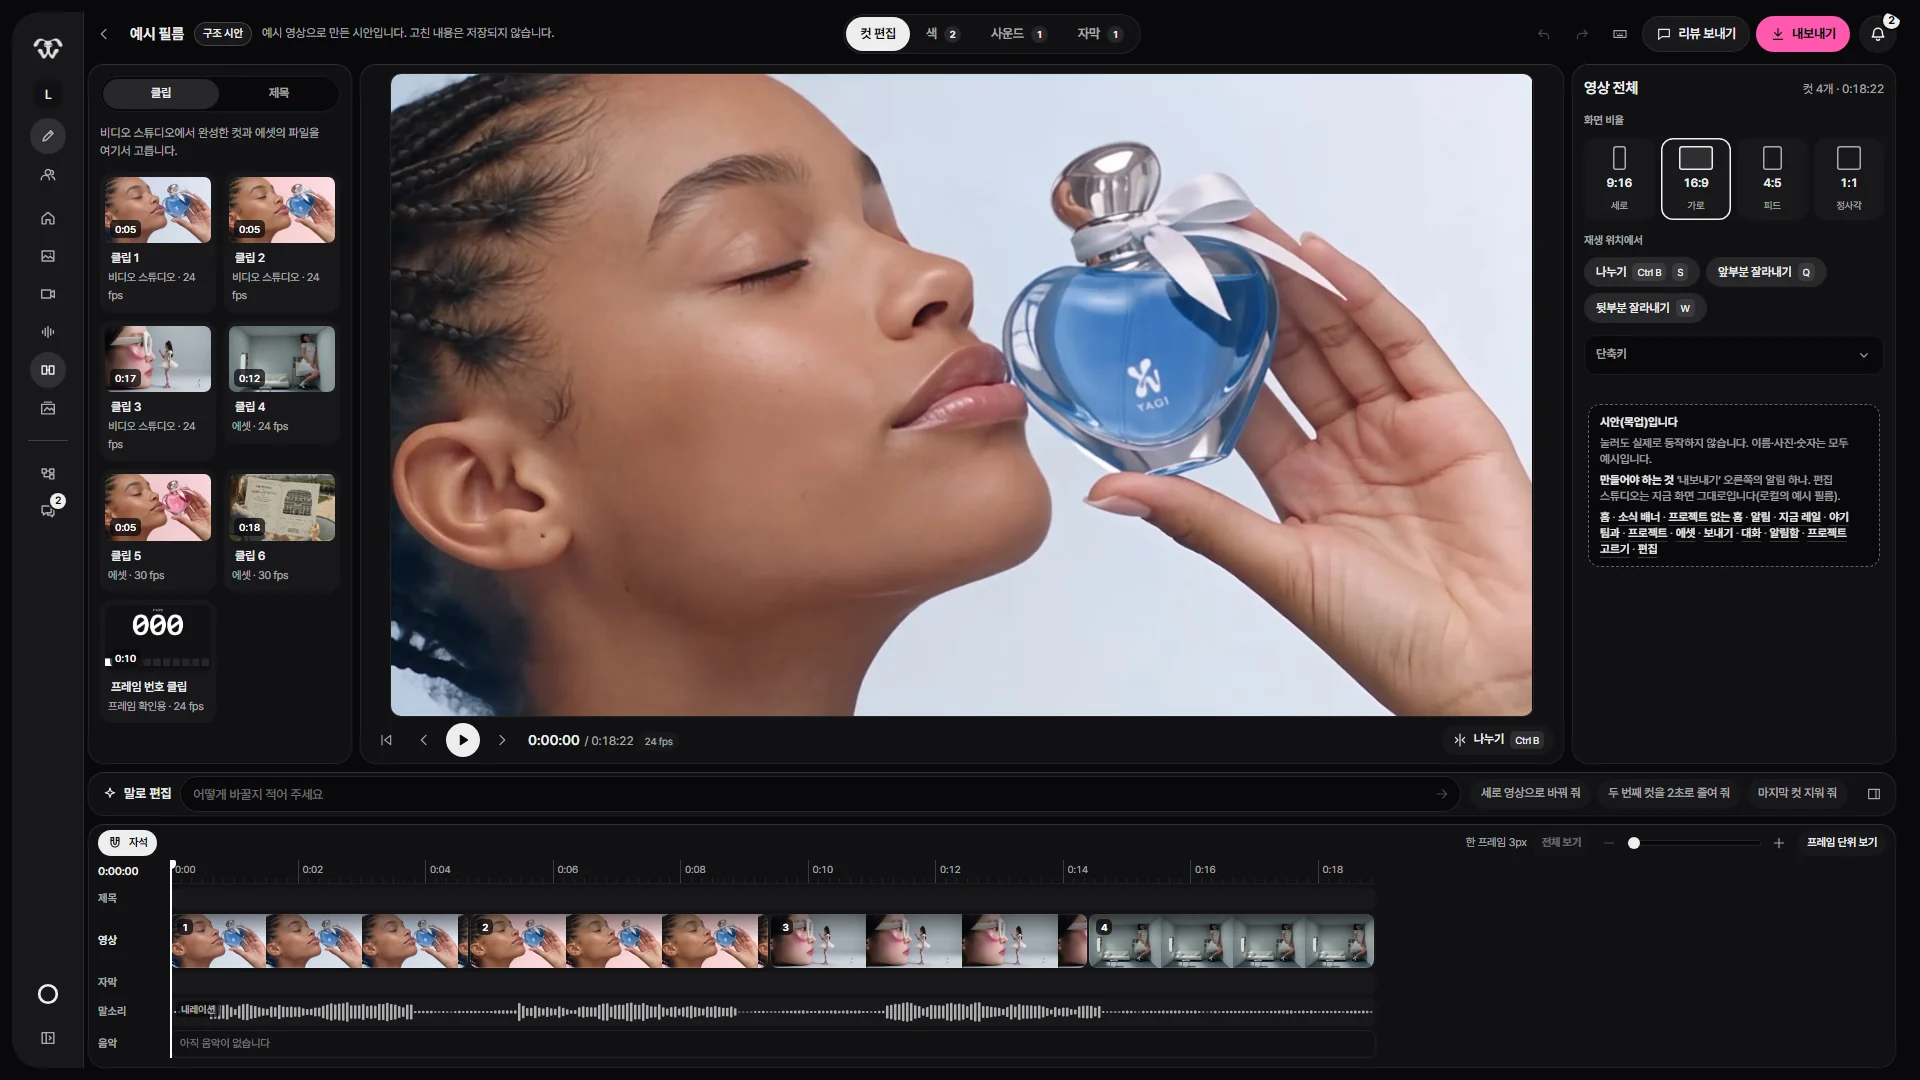 예시 필름
구조 시안
예시 영상으로 만든 시안입니다. 고친 내용은 저장되지 않습니다.
컷 편집
색 2
사운드 1
자막 1
리뷰 보내기
내보내기
2
L
2
클립
제목
비디오 스튜디오에서 완성한 컷과 에셋의 파일을
여기서 고릅니다.
0:05
클립 1
비디오 스튜디오 · 24
fps
0:05
클립 2
비디오 스튜디오 · 24
fps
0:17
클립 3
비디오 스튜디오 · 24
fps
0:12
클립 4
에셋 · 24 fps
0:05
클립 5
에셋 · 30 fps
0:18
클립 6
에셋 · 30 fps
000
0:10
프레임 번호 클립
프레임 확인용 · 24 fps
YAGI
0:00:00 / 0:18:22 24 fps
나누기 Ctrl B
영상 전체
컷 4개 · 0:18:22
화면 비율
9:16
세로
16:9
가로
4:5
피드
1:1
정사각
재생 위치에서
나누기 Ctrl B S
앞부분 잘라내기 Q
뒷부분 잘라내기 W
단축키
시안(목업)입니다
눌러도 실제로 동작하지 않습니다. 이름·사진·숫자는 모두
예시입니다.
만들어야 하는 것 '내보내기' 오른쪽의 알림 하나. 편집
스튜디오는 지금 화면 그대로입니다(로컬의 예시 필름).
홈 · 소식 배너 · 프로젝트 없는 홈 · 알림 · 지금 레일 · 야기
팀과 · 프로젝트 · 에셋 · 보내기 · 대화 · 알림함 · 프로젝트
고르기 · 편집
말로 편집
어떻게 바꿀지 적어 주세요
세로 영상으로 바꿔 줘
두 번째 컷을 2초로 줄여 줘
마지막 컷 지워 줘
자석
한 프레임 3px
전체 보기
프레임 단위 보기
0:00:00
0:00
0:02
0:04
0:06
0:08
0:10
0:12
0:14
0:16
0:18
제목
영상
1
2
3
4
자막
말소리
내레이션
음악
아직 음악이 없습니다